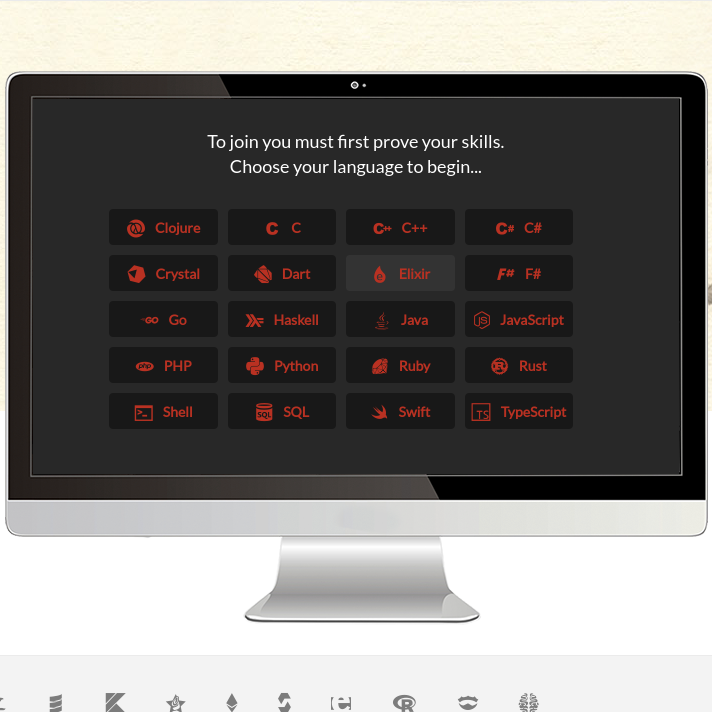 To join you must first prove your skills.
Choose your language to begin...
Clojure
C
C++
C#
Crystal
Dart
Elixir
F#
Go
Haskell
Java
JavaScript
PHP
Python
Ruby
Rust
Shell
SQL
Swift
TypeScript